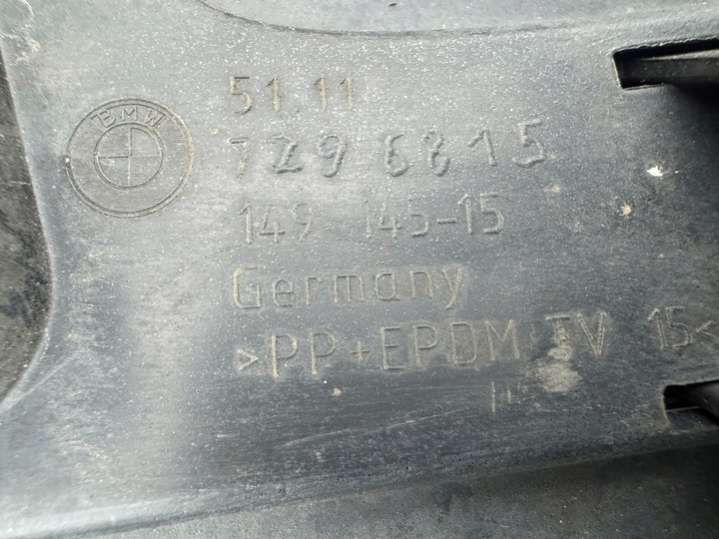 BMW
51.11
7296815
149 145-15
Germany
>PP+EPDM TV 15<